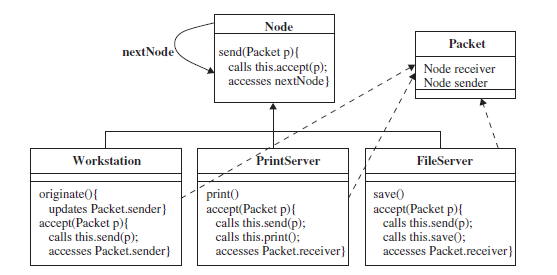 Node
nextNode
send(Packet p){
calls this.accept(p);
accesses nextNode}
Packet
Node receiver
Node sender
Workstation
originate(){
updates Packet.sender}
accept(Packet p){
calls this.send(p);
accesses Packet.sender}
PrintServer
print()
accept(Packet p){
calls this.send(p);
calls this.print();
accesses Packet.receiver}
FileServer
save()
accept(Packet p){
calls this.send(p);
calls this.save();
accesses Packet.receiver}